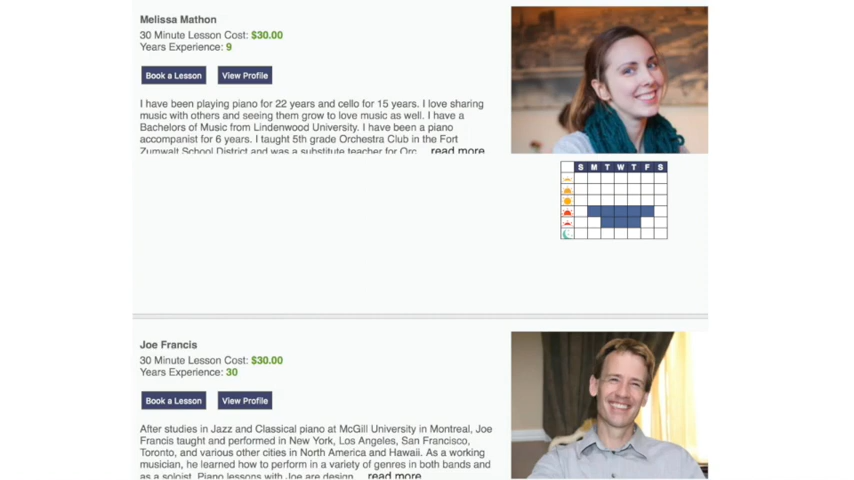 Melissa Mathon
30 Minute Lesson Cost: $30.00
Years Experience: 9
Book a Lesson View Profile
I have been playing piano for 22 years and cello for 15 years. I love sharing
music with others and seeing them grow to love music as well. I have a
Bachelors of Music from Lindenwood University. I have been a piano
accompanist for 6 years. I taught 5th grade Orchestra Club in the Fort
Zumwalt School District and was a substitute teacher for Orc... read more
S M T W T F S
Joe Francis
30 Minute Lesson Cost: $30.00
Years Experience: 30
Book a Lesson View Profile
After studies in Jazz and Classical piano at McGill University in Montreal, Joe
Francis taught and performed in New York, Los Angeles, San Francisco,
Toronto, and various other cities in North America and Hawaii. As a working
musician, he learned how to perform in a variety of genres in both bands and
as a soloist. Piano lessons with Joe are design... read more